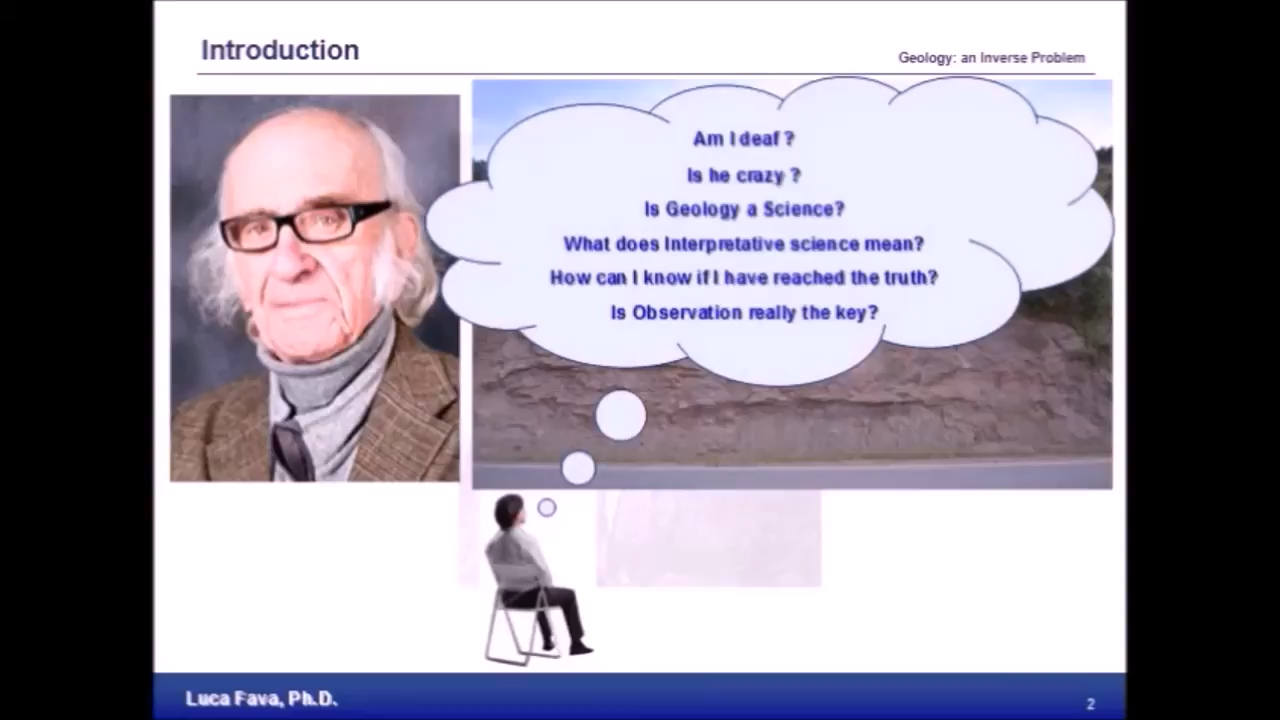 Introduction
Geology: an Inverse Problem
Am I deaf ?
Is he crazy ?
Is Geology a Science?
What does Interpretative science mean?
How can I know if I have reached the truth?
Is Observation really the key?
Luca Fava, Ph.D.
2